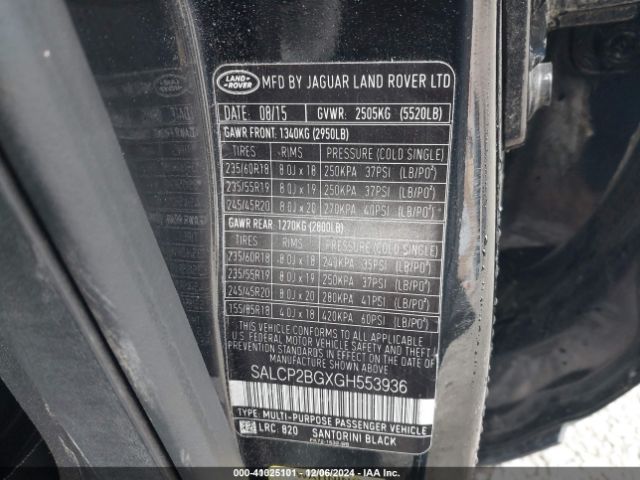 LAND-ROVER MFD BY JAGUAR LAND ROVER LTD
DATE: 08/15 GVWR: 2505KG (5520LB)
GAWR FRONT: 1340KG (2950LB)
TIRES RIMS PRESSURE (COLD SINGLE)
235/60R18 8.0J x 18 250KPA 37PSI (LB/PO²)
235/55R19 8.0J x 19 250KPA 37PSI (LB/PO²)
245/45R20 8.0J x 20 270KPA 40PSI (LB/PO²)
GAWR REAR: 1270KG (2800LB)
TIRES RIMS PRESSURE (COLD SINGLE)
235/60R18 8.0J x 18 240KPA 35PSI (LB/PO²)
235/55R19 8.0J x 19 250KPA 37PSI (LB/PO²)
245/45R20 8.0J x 20 280KPA 41PSI (LB/PO²)
155/85R18 4.0J x 18 420KPA 60PSI (LB/PO²)
THIS VEHICLE CONFORMS TO ALL APPLICABLE
U.S. FEDERAL MOTOR VEHICLE SAFETY AND
THEFT PREVENTION STANDARDS IN EFFECT
ON THE DATE OF MANUFACTURE
SHOWN ABOVE
SALCP2BGXGH553936
TYPE: MULTI-PURPOSE PASSENGER VEHICLE
LRC. 820 SANTORINI BLACK
IAA 41025101 - 12/06/2024 - IAAI.com